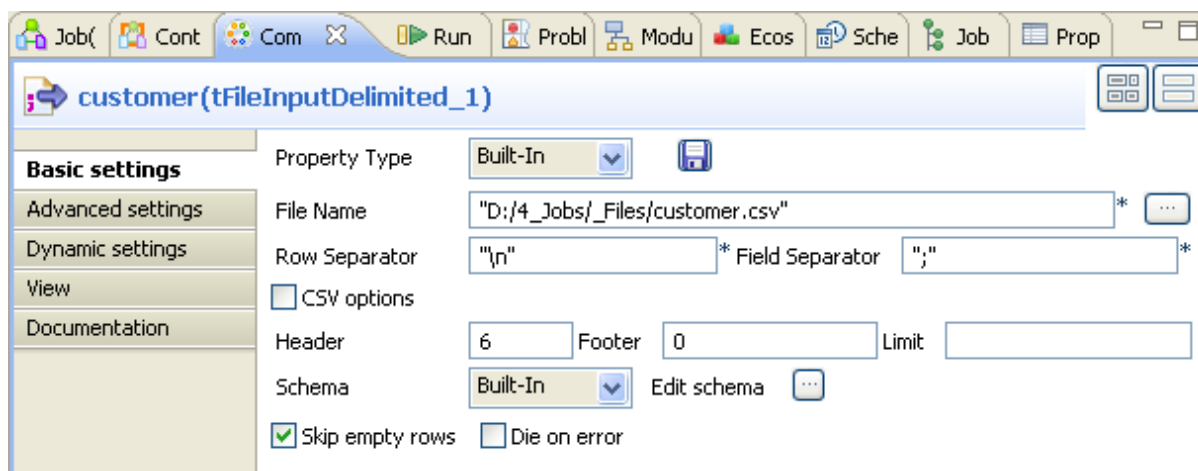 Job( Cont Com Run Probl Modu Ecos Sche Job Prop
customer(tFileInputDelimited_1)
Basic settings
Advanced settings
Dynamic settings
View
Documentation
Property Type Built-In
File Name "D:/4_Jobs/_Files/customer.csv" * ...
Row Separator "\n" * Field Separator ";" *
CSV options
Header 6 Footer 0 Limit
Schema Built-In Edit schema ...
Skip empty rows Die on error